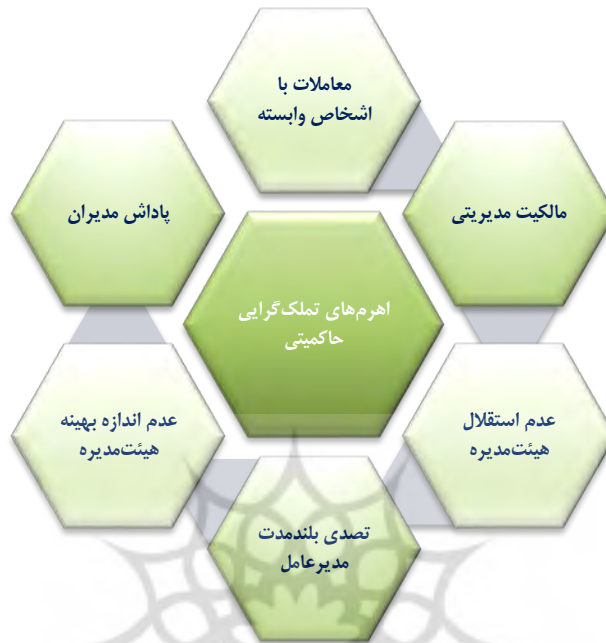 معاملات با
اشخاص وابسته
مالکیت مدیریتی
پاداش مدیران
اهرم‌های تملک‌گرایی
حاکمیتی
عدم استقلال
هیئت‌مدیره
عدم اندازه بهینه
هیئت‌مدیره
تصدی بلندمدت
مدیرعامل